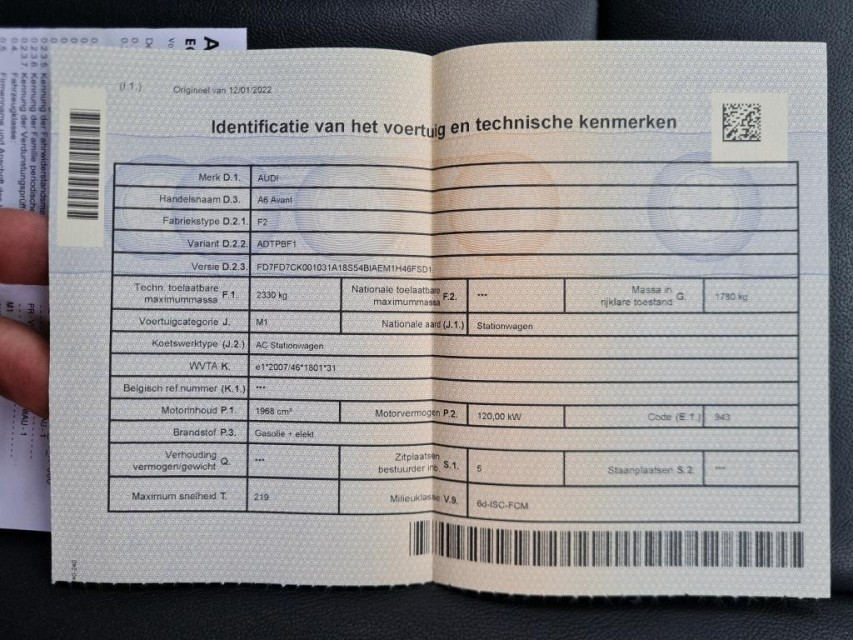 (I.1.) Origineel van 12/01/2022
Identificatie van het voertuig en technische kenmerken
Merk D.1. AUDI
Handelsnaam D.3. A6 Avant
Fabriekstype D.2.1. F2
Variant D.2.2. ADTPBF1
Versie D.2.3. FD7FD7CK001031A18S54BIAEM1H46FSD1
Techn. toelaatbare maximummassa F.1. 2330 kg Nationale toelaatbare maximummassa F.2. --- Massa in rijklare toestand G. 1780 kg
Voertuigcategorie J. M1 Nationale aard (J.1.) Stationwagen
Koetswerktype (J.2.) AC Stationwagen
WVTA K. e1*2007/46*1801*31
Belgisch ref.nummer (K.1.) ---
Motorinhoud P.1. 1968 cm³ Motorvermogen P.2. 120,00 kW Code (E.1.) 943
Brandstof P.3. Gasolie + elekt
Verhouding vermogen/gewicht Q. --- Zitplaatsen bestuurder inb. S.1. 5 Staanplaatsen S.2. ---
Maximum snelheid T. 219 Milieuklasse V.9. 6d-ISC-FCM